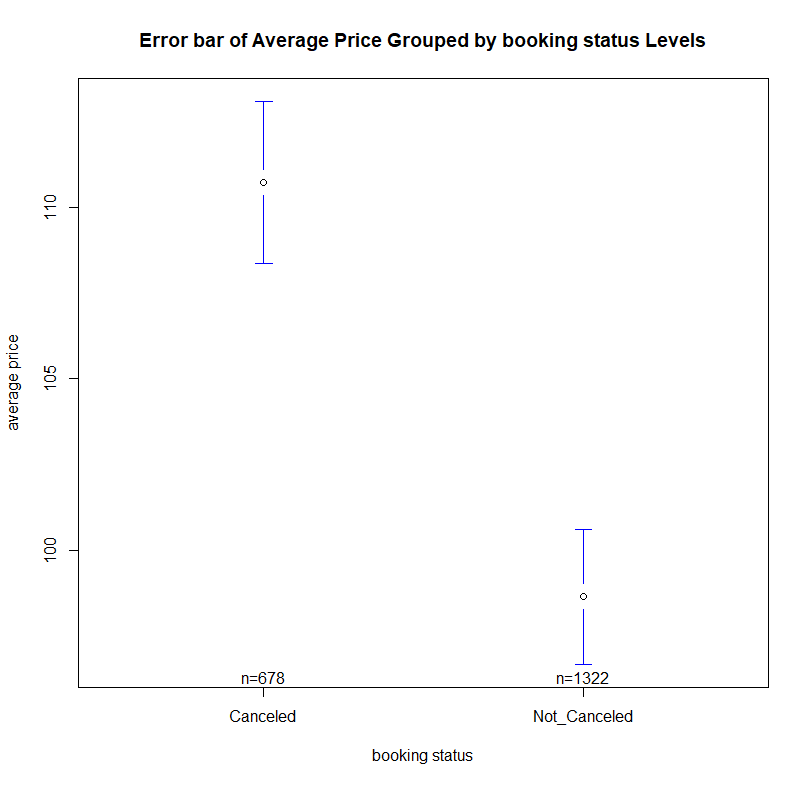 Error bar of Average Price Grouped by booking status Levels
110
105
100
average price
n=678
n=1322
Canceled
Not_Canceled
booking status